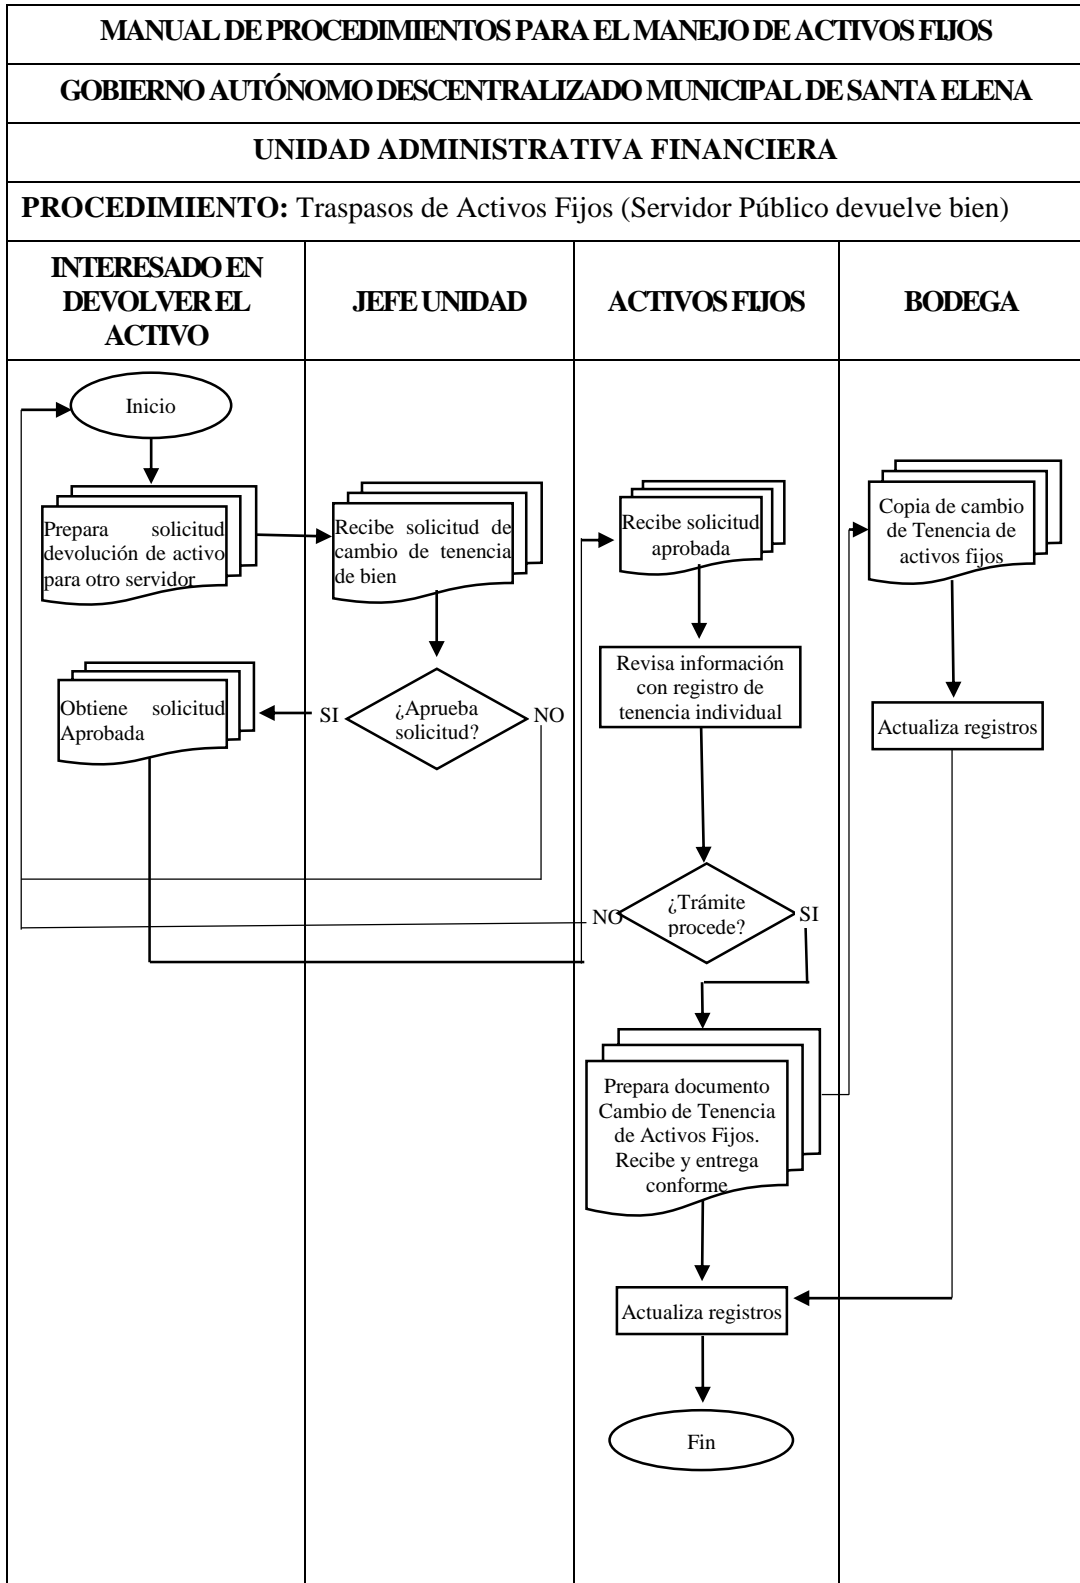 MANUAL DE PROCEDIMIENTOS PARA EL MANEJO DE ACTIVOS FIJOS
GOBIERNO AUTÓNOMO DESCENTRALIZADO MUNICIPAL DE SANTA ELENA
UNIDAD ADMINISTRATIVA FINANCIERA
PROCEDIMIENTO: Traspasos de Activos Fijos (Servidor Público devuelve bien)
INTERESADO EN
DEVOLVER EL
ACTIVO
JEFE UNIDAD
ACTIVOS FIJOS
BODEGA
Inicio
Prepara solicitud
devolución de activo
para otro servidor
Recibe solicitud de
cambio de tenencia
de bien
Recibe solicitud
aprobada
Copia de cambio
de Tenencia de
activos fijos
Obtiene solicitud
Aprobada
SI
¿Aprueba
solicitud?
NO
Revisa información
con registro de
tenencia individual
Actualiza registros
NO
¿Trámite
procede?
SI
Prepara documento
Cambio de Tenencia
de Activos Fijos.
Recibe y entrega
conforme
Actualiza registros
Fin